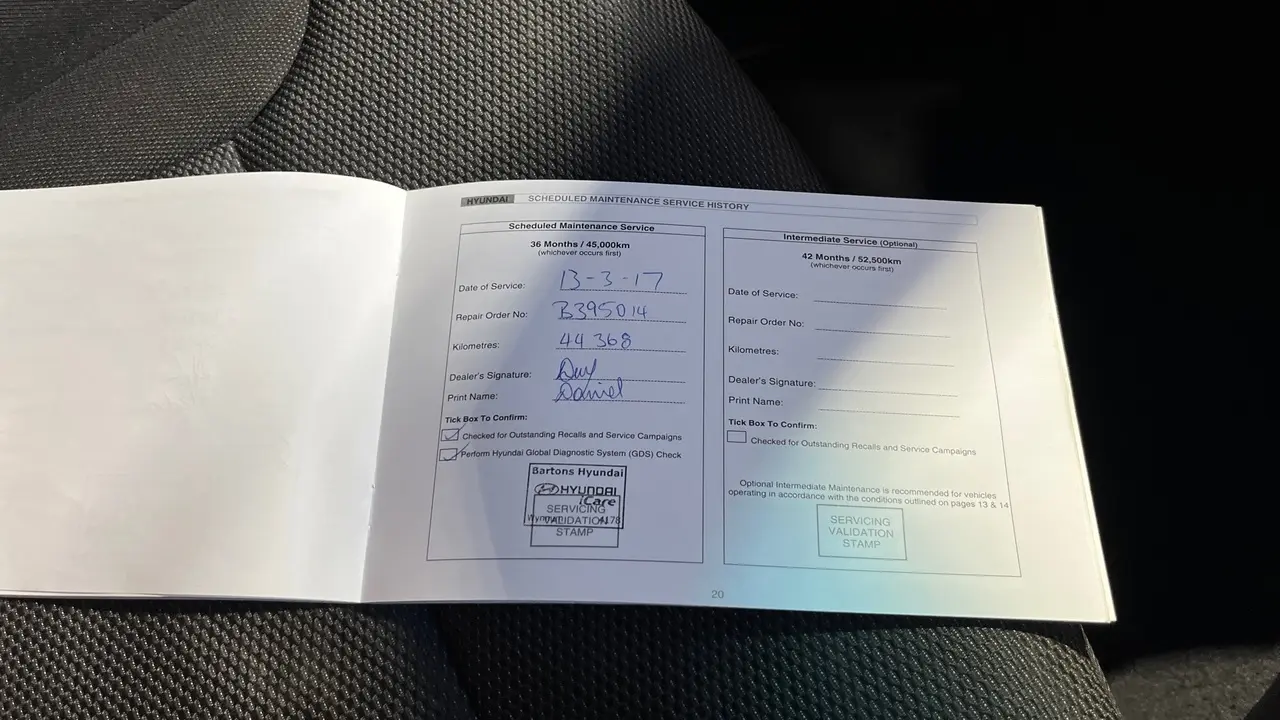 HYUNDAI SCHEDULED MAINTENANCE SERVICE HISTORY
Scheduled Maintenance Service
36 Months / 45,000km
(whichever occurs first)
Date of Service: 13-3-17
Repair Order No: B395014
Kilometres: 44368
Dealer's Signature:
Print Name: Daniel
Tick Box To Confirm:
Checked for Outstanding Recalls and Service Campaigns
Perform Hyundai Global Diagnostic System (GDS) Check
Bartons Hyundai
HYUNDAI
iCare
SERVICING
VALIDATION
4178
STAMP
Intermediate Service (Optional)
42 Months / 52,500km
(whichever occurs first)
Date of Service:
Repair Order No:
Kilometres:
Dealer's Signature:
Print Name:
Tick Box To Confirm:
Checked for Outstanding Recalls and Service Campaigns
Optional Intermediate Maintenance is recommended for vehicles
operating in accordance with the conditions outlined on pages 13 & 14
SERVICING
VALIDATION
STAMP
20